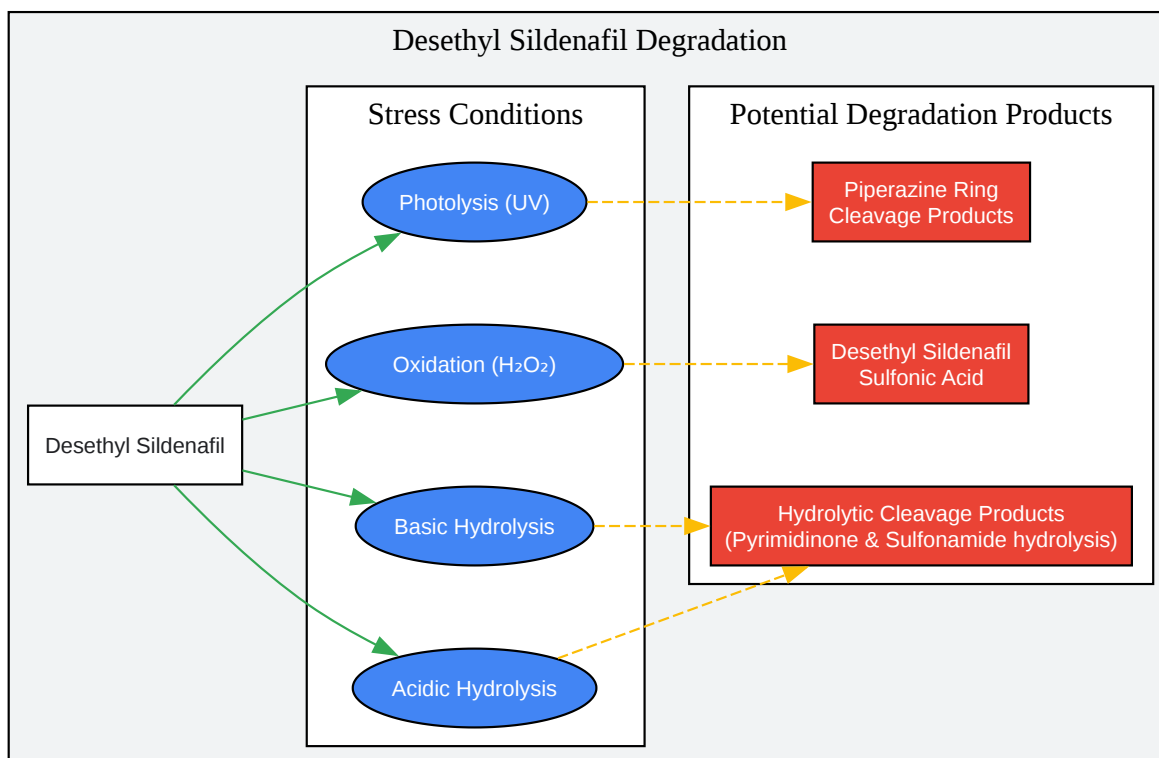 Desethyl Sildenafil Degradation
Stress Conditions
Potential Degradation Products
Photolysis (UV)
Piperazine Ring
Cleavage Products
Oxidation (H₂O₂)
Desethyl Sildenafil
Sulfonic Acid
Desethyl Sildenafil
Basic Hydrolysis
Hydrolytic Cleavage Products
(Pyrimidinone & Sulfonamide hydrolysis)
Acidic Hydrolysis